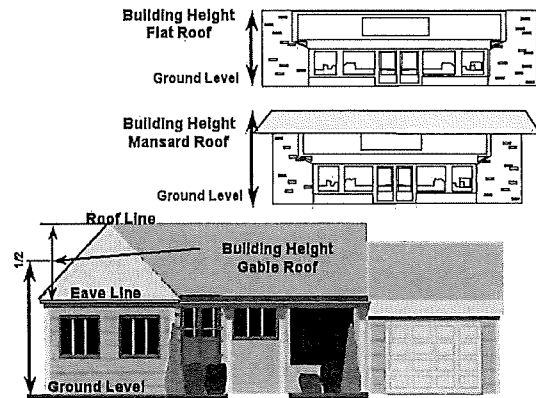 Building Height
Flat Roof
Ground Level
Building Height
Mansard Roof
Ground Level
Roof Line
1/2
Building Height
Gable Roof
Eave Line
Ground Level